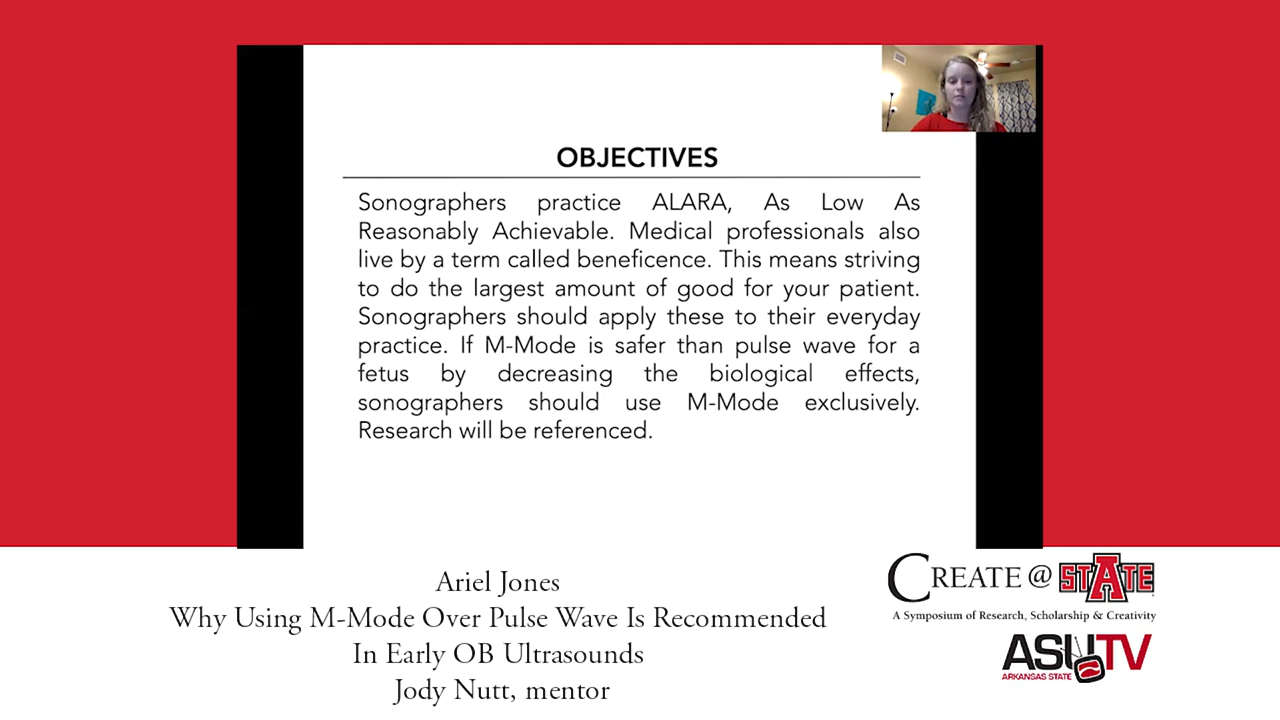 OBJECTIVES
Sonographers practice ALARA, As Low As
Reasonably Achievable. Medical professionals also
live by a term called beneficence. This means striving
to do the largest amount of good for your patient.
Sonographers should apply these to their everyday
practice. If M-Mode is safer than pulse wave for a
fetus by decreasing the biological effects,
sonographers should use M-Mode exclusively.
Research will be referenced.
Ariel Jones
Why Using M-Mode Over Pulse Wave Is Recommended
In Early OB Ultrasounds
Jody Nutt, mentor
CREATE @ STATE
A Symposium of Research, Scholarship & Creativity
ASUTV
ARKANSAS STATE